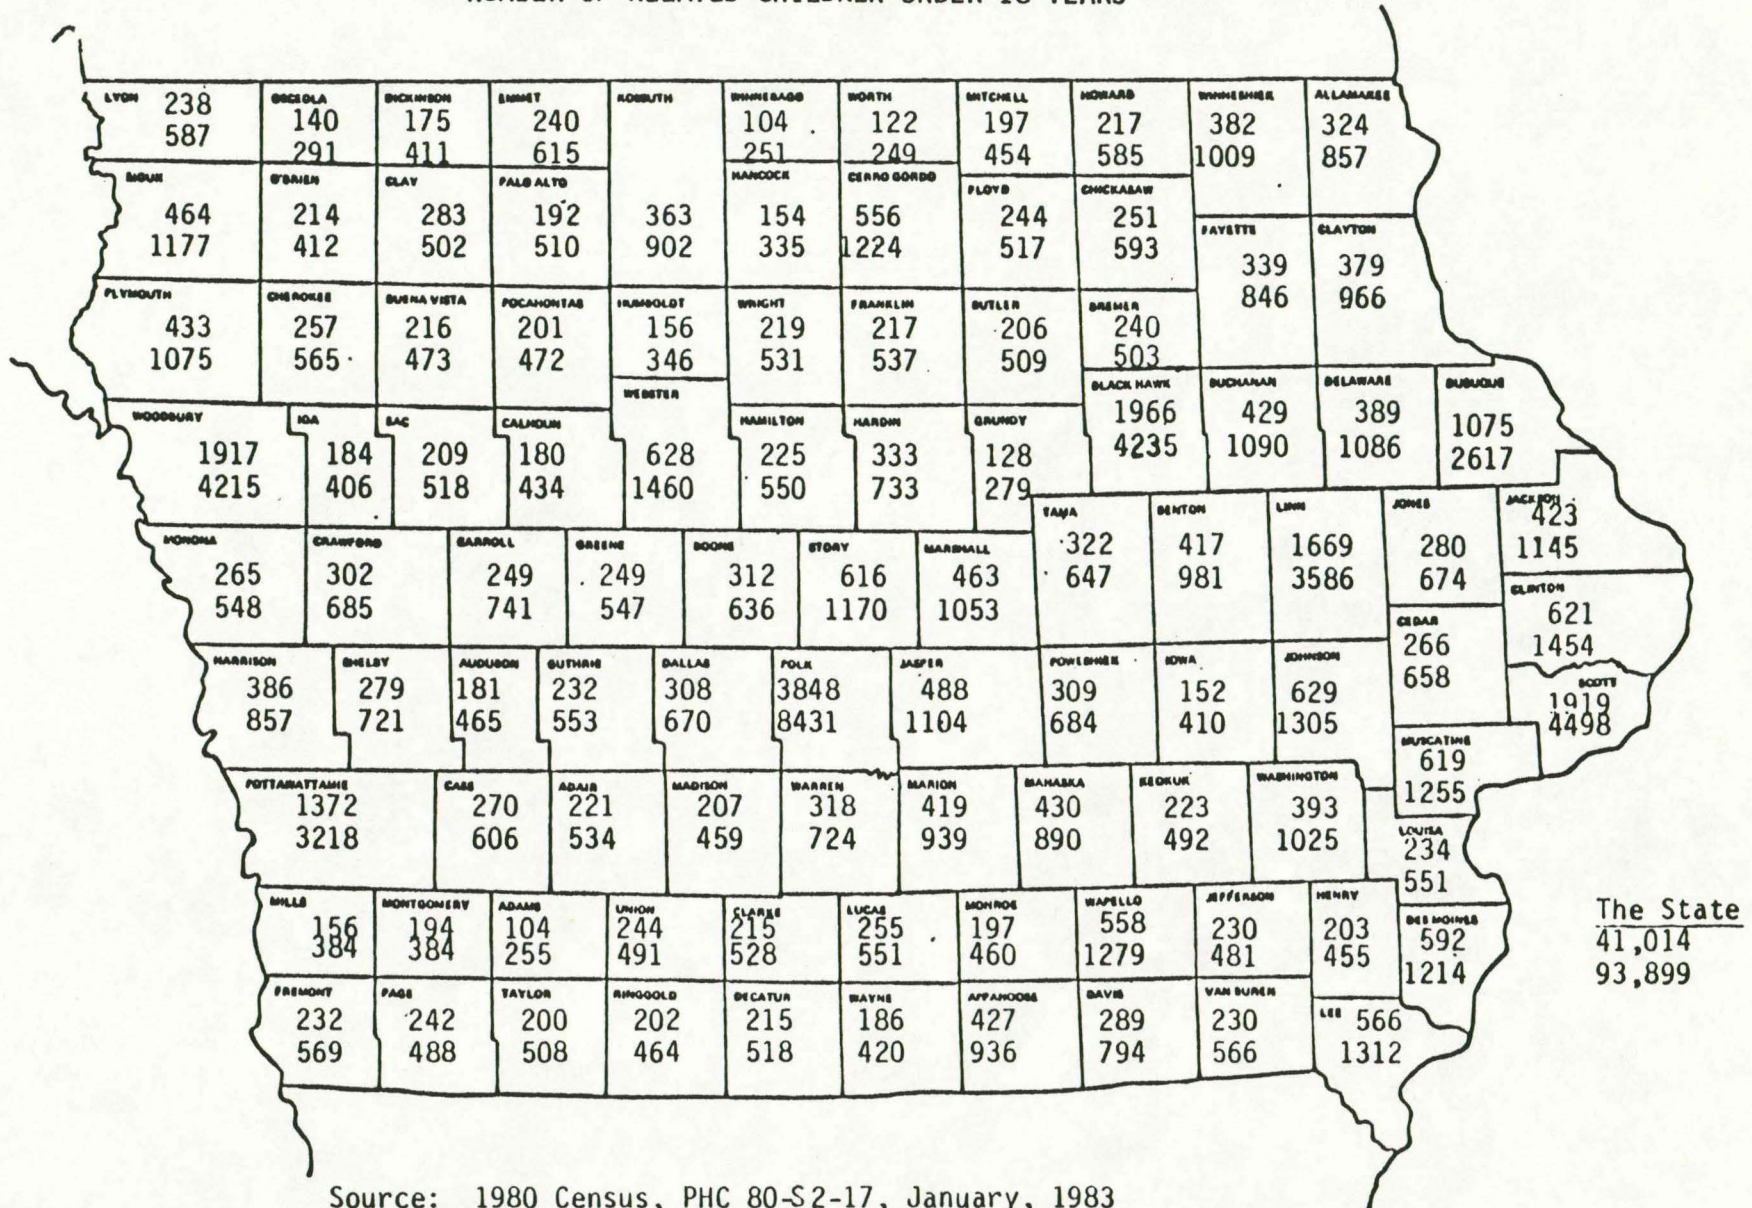 NUMBER OF RELATED CHILDREN UNDER 18 YEARS
LYON 238
587
OSCEOLA
140
291
DICKINSON
175
411
EMMET
240
615
KOSSUTH
363
902
WINNEBAGO
104
251
WORTH
122
249
MITCHELL
197
454
HOWARD
217
585
WINNESHIEK
382
1009
ALLAMAKEE
324
857
SIOUX
464
1177
O'BRIEN
214
412
CLAY
283
502
PALO ALTO
192
510
HANCOCK
154
335
CERRO GORDO
556
1224
FLOYD
244
517
CHICKASAW
251
593
FAYETTE
339
846
CLAYTON
379
966
PLYMOUTH
433
1075
CHEROKEE
257
565
BUENA VISTA
216
473
POCAHONTAS
201
472
HUMBOLDT
156
346
WRIGHT
219
531
FRANKLIN
217
537
BUTLER
206
509
BREMER
240
503
WOODBURY
1917
4215
IDA
184
406
SAC
209
518
CALHOUN
180
434
WEBSTER
628
1460
HAMILTON
225
550
HARDIN
333
733
GRUNDY
128
279
BLACK HAWK
1966
4235
BUCHANAN
429
1090
DELAWARE
389
1086
DUBUQUE
1075
2617
MONONA
265
548
CRAWFORD
302
685
CARROLL
249
741
GREENE
249
547
BOONE
312
636
STORY
616
1170
MARSHALL
463
1053
TAMA
322
647
BENTON
417
981
LINN
1669
3586
JONES
280
674
JACKSON
423
1145
CLINTON
621
1454
CEDAR
266
658
SCOTT
1919
4498
HARRISON
386
857
SHELBY
279
721
AUDUBON
181
465
GUTHRIE
232
553
DALLAS
308
670
POLK
3848
8431
JASPER
488
1104
POWESHIEK
309
684
IOWA
152
410
JOHNSON
629
1305
MUSCATINE
619
1255
POTTAWATTAMIE
1372
3218
CASS
270
606
ADAIR
221
534
MADISON
207
459
WARREN
318
724
MARION
419
939
MAHASKA
430
890
KEOKUK
223
492
WASHINGTON
393
1025
LOUISA
234
551
MILLS
156
384
MONTGOMERY
194
384
ADAMS
104
255
UNION
244
491
CLARKE
215
528
LUCAS
255
551
MONROE
197
460
WAPELLO
558
1279
JEFFERSON
230
481
HENRY
203
455
DES MOINES
592
1214
FREMONT
232
569
PAGE
242
488
TAYLOR
200
508
RINGGOLD
202
464
DECATUR
215
518
WAYNE
186
420
APPANOOSE
427
936
DAVIS
289
794
VAN BUREN
230
566
LEE 566
1312
The State
41,014
93,899
Source: 1980 Census, PHC 80-S2-17, January, 1983